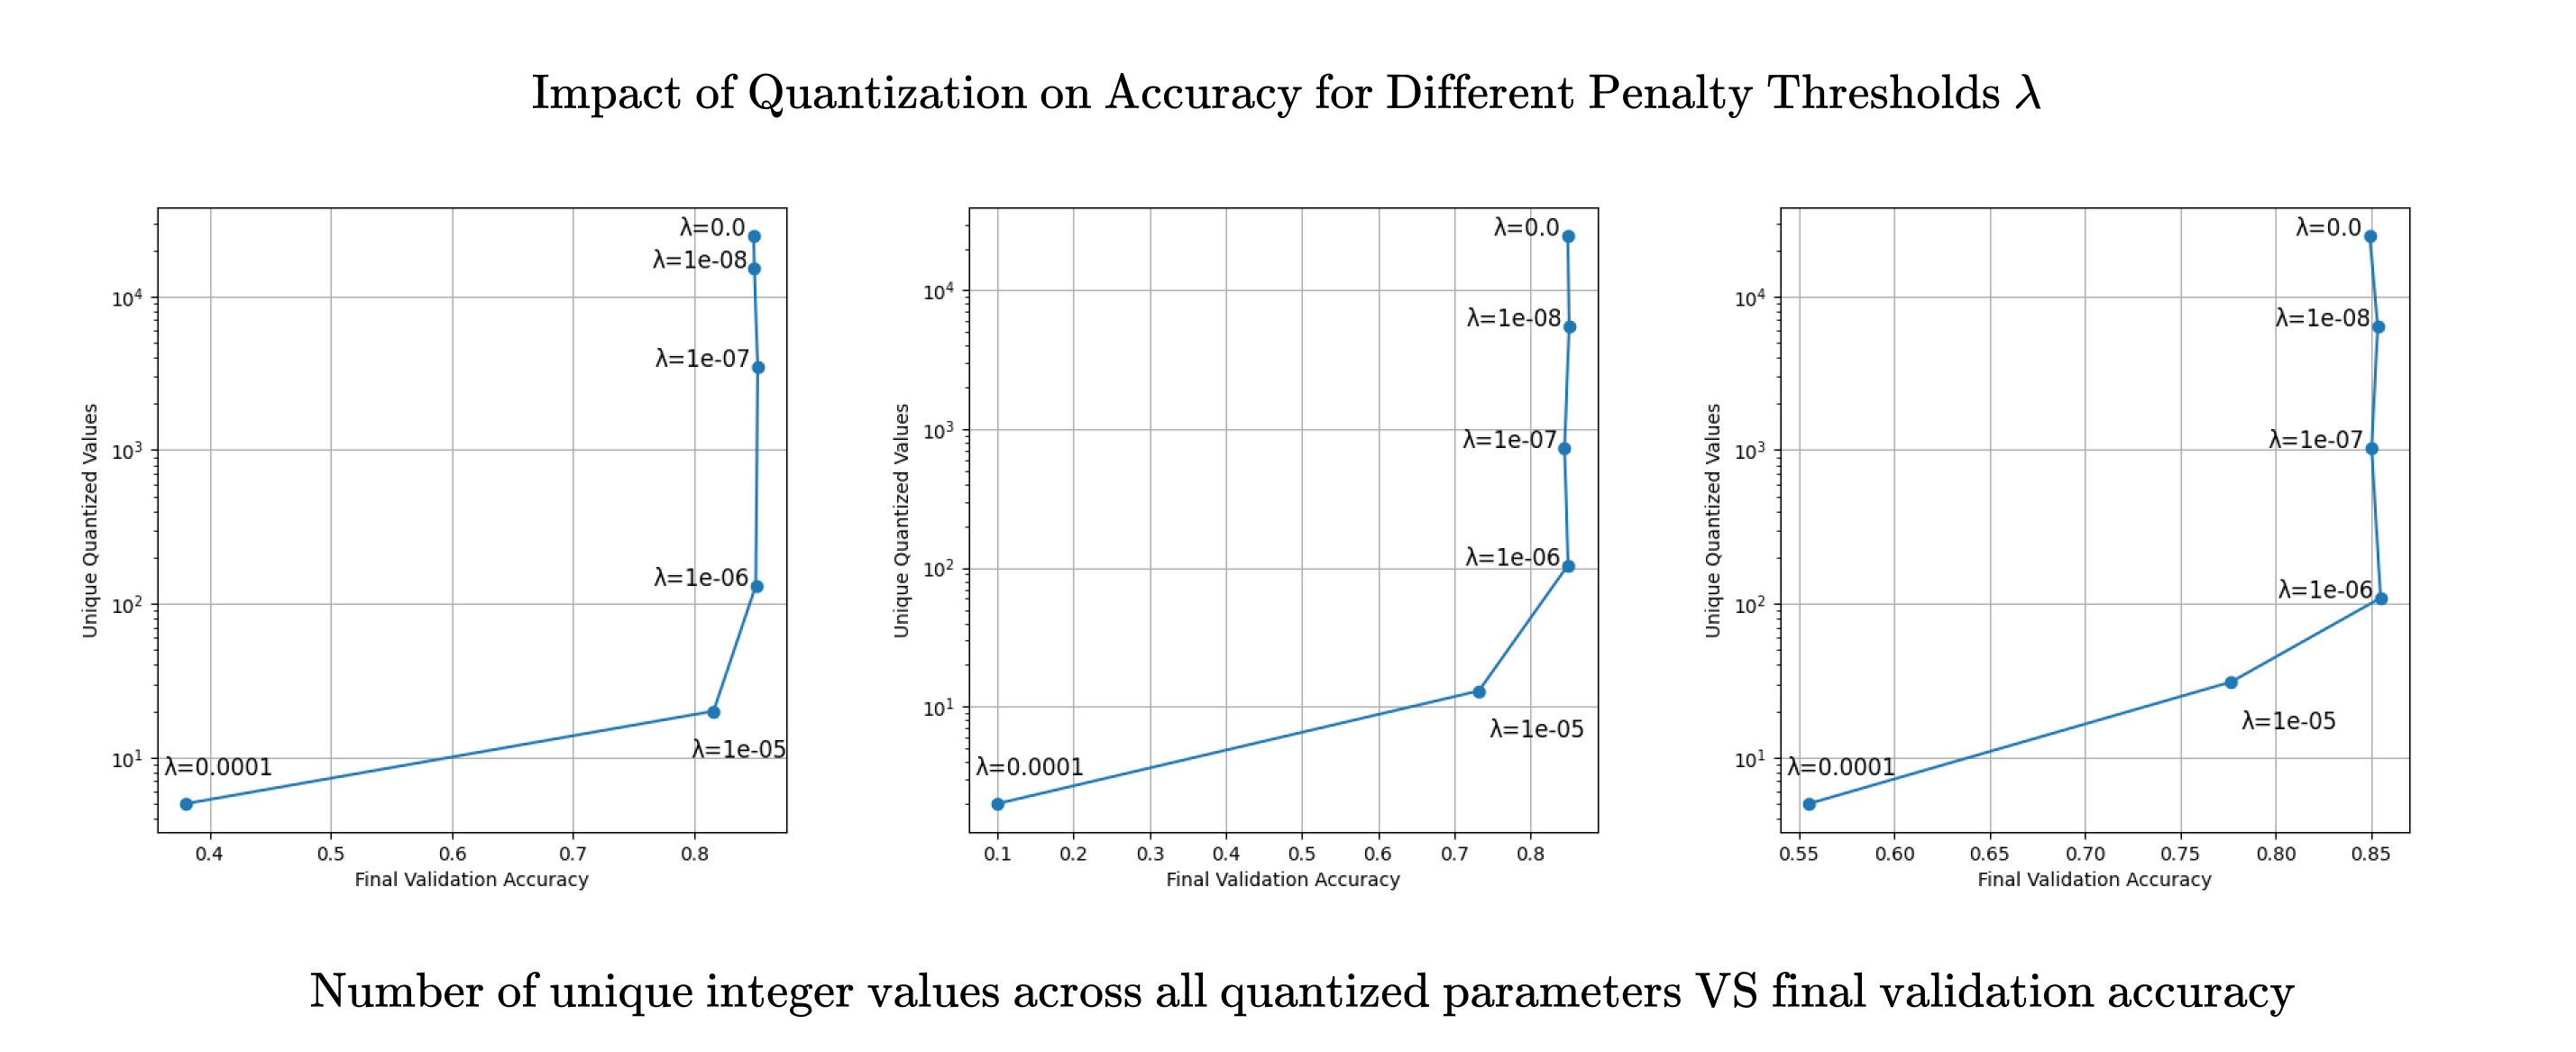 Impact of Quantization on Accuracy for Different Penalty Thresholds λ
Unique Quantized Values
10⁴
10³
10²
10¹
λ=0.0
λ=1e-08
λ=1e-07
λ=1e-06
λ=1e-05
λ=0.0001
0.4 0.5 0.6 0.7 0.8
Final Validation Accuracy
Unique Quantized Values
10⁴
10³
10²
10¹
λ=0.0
λ=1e-08
λ=1e-07
λ=1e-06
λ=1e-05
λ=0.0001
0.1 0.2 0.3 0.4 0.5 0.6 0.7 0.8
Final Validation Accuracy
Unique Quantized Values
10⁴
10³
10²
10¹
λ=0.0
λ=1e-08
λ=1e-07
λ=1e-06
λ=1e-05
λ=0.0001
0.55 0.60 0.65 0.70 0.75 0.80 0.85
Final Validation Accuracy
Number of unique integer values across all quantized parameters VS final validation accuracy